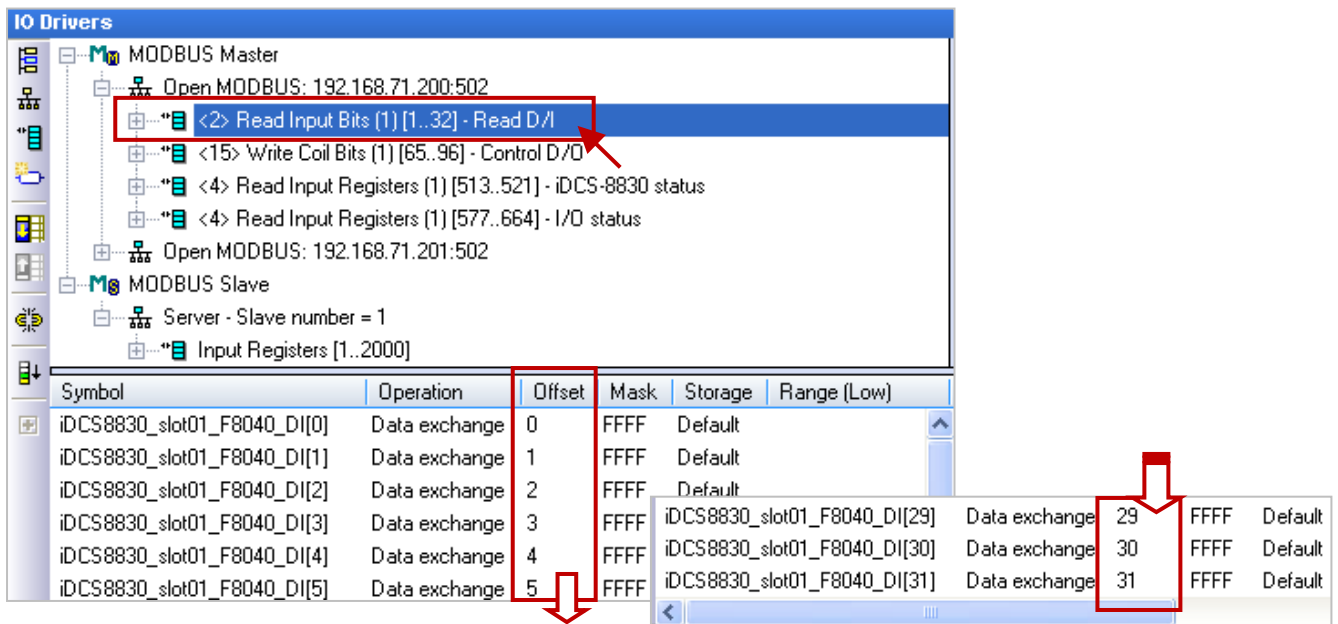 IO Drivers
MODBUS Master
Open MODBUS: 192.168.71.200:502
<2> Read Input Bits (1) [1..32] - Read D/I
<15> Write Coil Bits (1) [65..96] - Control D/O
<4> Read Input Registers (1) [513..521] - iDCS-8830 status
<4> Read Input Registers (1) [577..664] - I/O status
Open MODBUS: 192.168.71.201:502
MODBUS Slave
Server - Slave number = 1
Input Registers [1..2000]
Symbol Operation Offset Mask Storage Range (Low)
iDCS8830_slot01_F8040_DI[0] Data exchange 0 FFFF Default
iDCS8830_slot01_F8040_DI[1] Data exchange 1 FFFF Default
iDCS8830_slot01_F8040_DI[2] Data exchange 2 FFFF Default
iDCS8830_slot01_F8040_DI[3] Data exchange 3 FFFF
iDCS8830_slot01_F8040_DI[4] Data exchange 4 FFFF
iDCS8830_slot01_F8040_DI[5] Data exchange 5 FFFF
iDCS8830_slot01_F8040_DI[29] Data exchange 29 FFFF Default
iDCS8830_slot01_F8040_DI[30] Data exchange 30 FFFF Default
iDCS8830_slot01_F8040_DI[31] Data exchange 31 FFFF Default